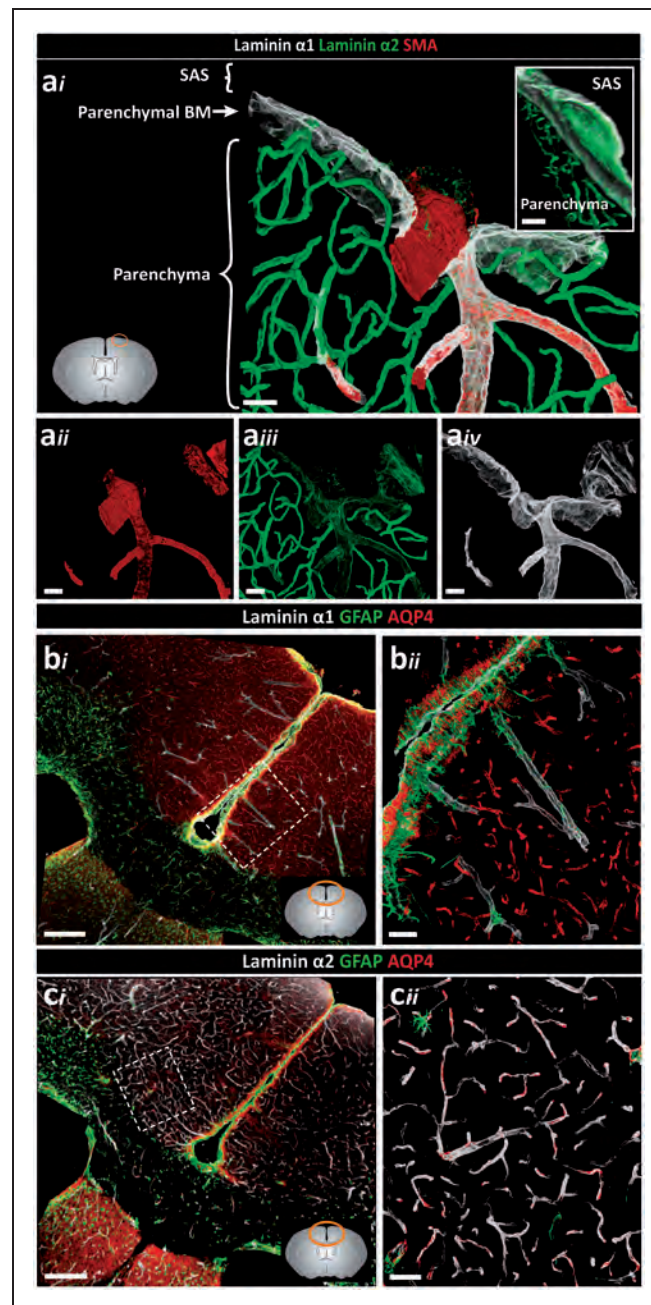 Laminin α1 Laminin α2 SMA
ai
SAS
Parenchymal BM
Parenchyma
SAS
Parenchyma
aii
aiii
aiv
Laminin α1 GFAP AQP4
bi
bii
Laminin α2 GFAP AQP4
ci
cii